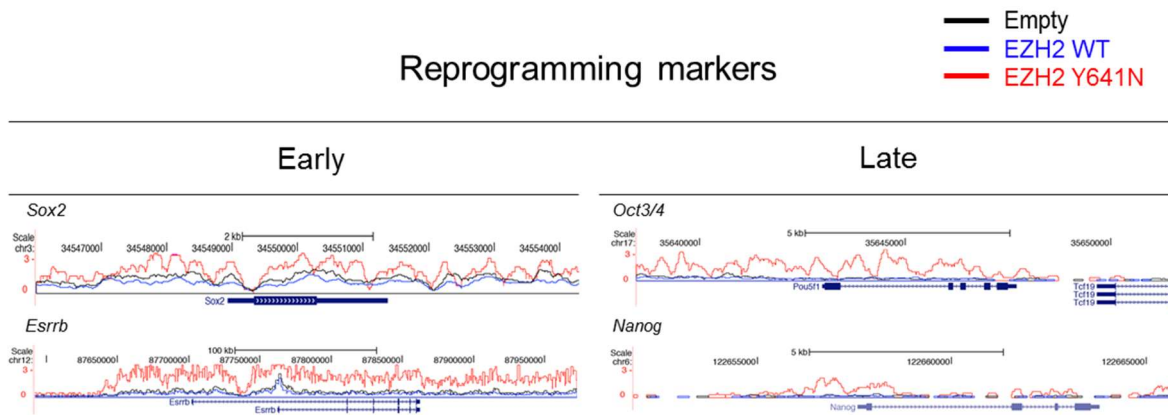 Empty
EZH2 WT
EZH2 Y641N
Reprogramming markers
Early
Late
Sox2
Scale
chr3:
2 kb
34547000
34548000
34549000
34550000
34551000
34552000
34553000
34554000
3
0
Sox2
Esrrb
Scale
chr12:
100 kb
87650000
87700000
87750000
87800000
87850000
87900000
87950000
3
0
Esrrb
Esrrb
Oct3/4
Scale
chr17:
5 kb
35640000
35645000
35650000
3
0
Pou5f1
Tcf19
Tcf19
Tcf19
Nanog
Scale
chr6:
5 kb
122655000
122660000
122665000
3
0
Nanog